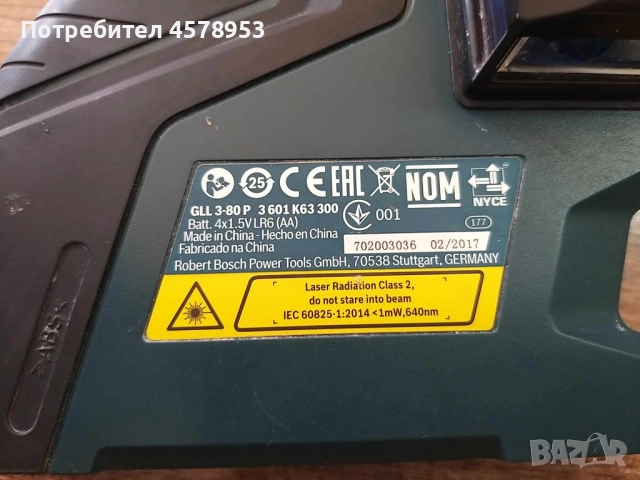 Потребител 4578953
25 CE EAC NOM NYCE
GLL 3-80 P 3 601 K63 300
001
177
Batt. 4x1.5V LR6 (AA)
Made in China - Hecho en China
Fabricado na China
702003036 02/2017
Robert Bosch Power Tools GmbH, 70538 Stuttgart, GERMANY
Laser Radiation Class 2,
do not stare into beam
IEC 60825-1:2014 <1mW,640nm
>ABS<
BAZAR